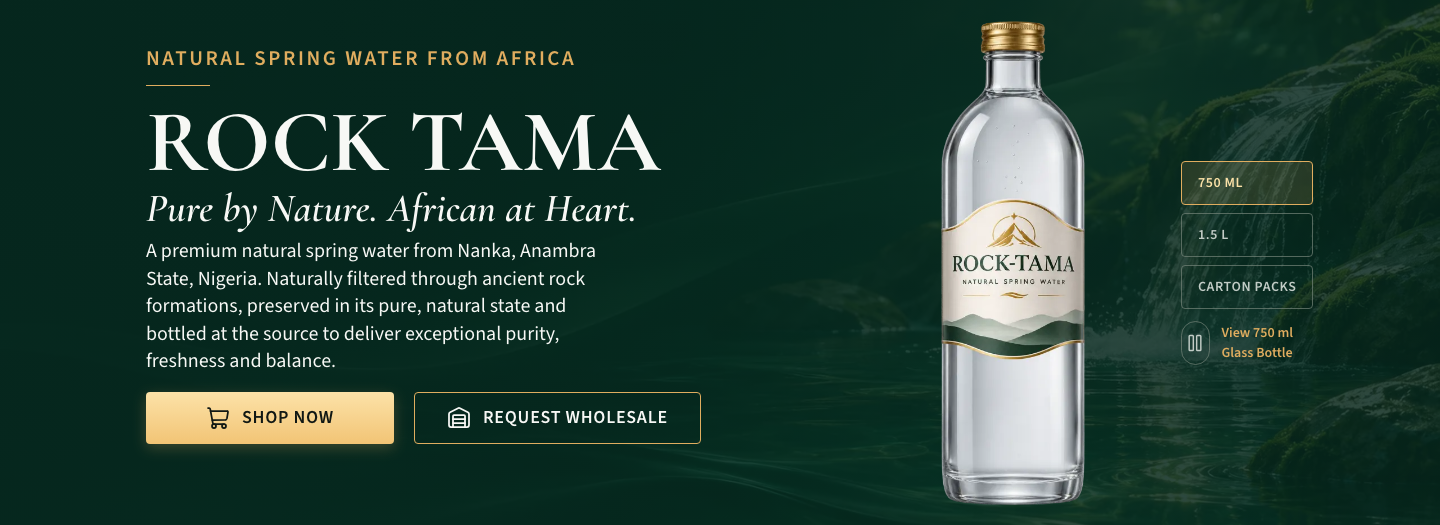 NATURAL SPRING WATER FROM AFRICA
ROCK TAMA
Pure by Nature. African at Heart.
A premium natural spring water from Nanka, Anambra
State, Nigeria. Naturally filtered through ancient rock
formations, preserved in its pure, natural state and
bottled at the source to deliver exceptional purity,
freshness and balance.
SHOP NOW
REQUEST WHOLESALE
ROCK-TAMA
NATURAL SPRING WATER
750 ML
1.5 L
CARTON PACKS
View 750 ml
Glass Bottle